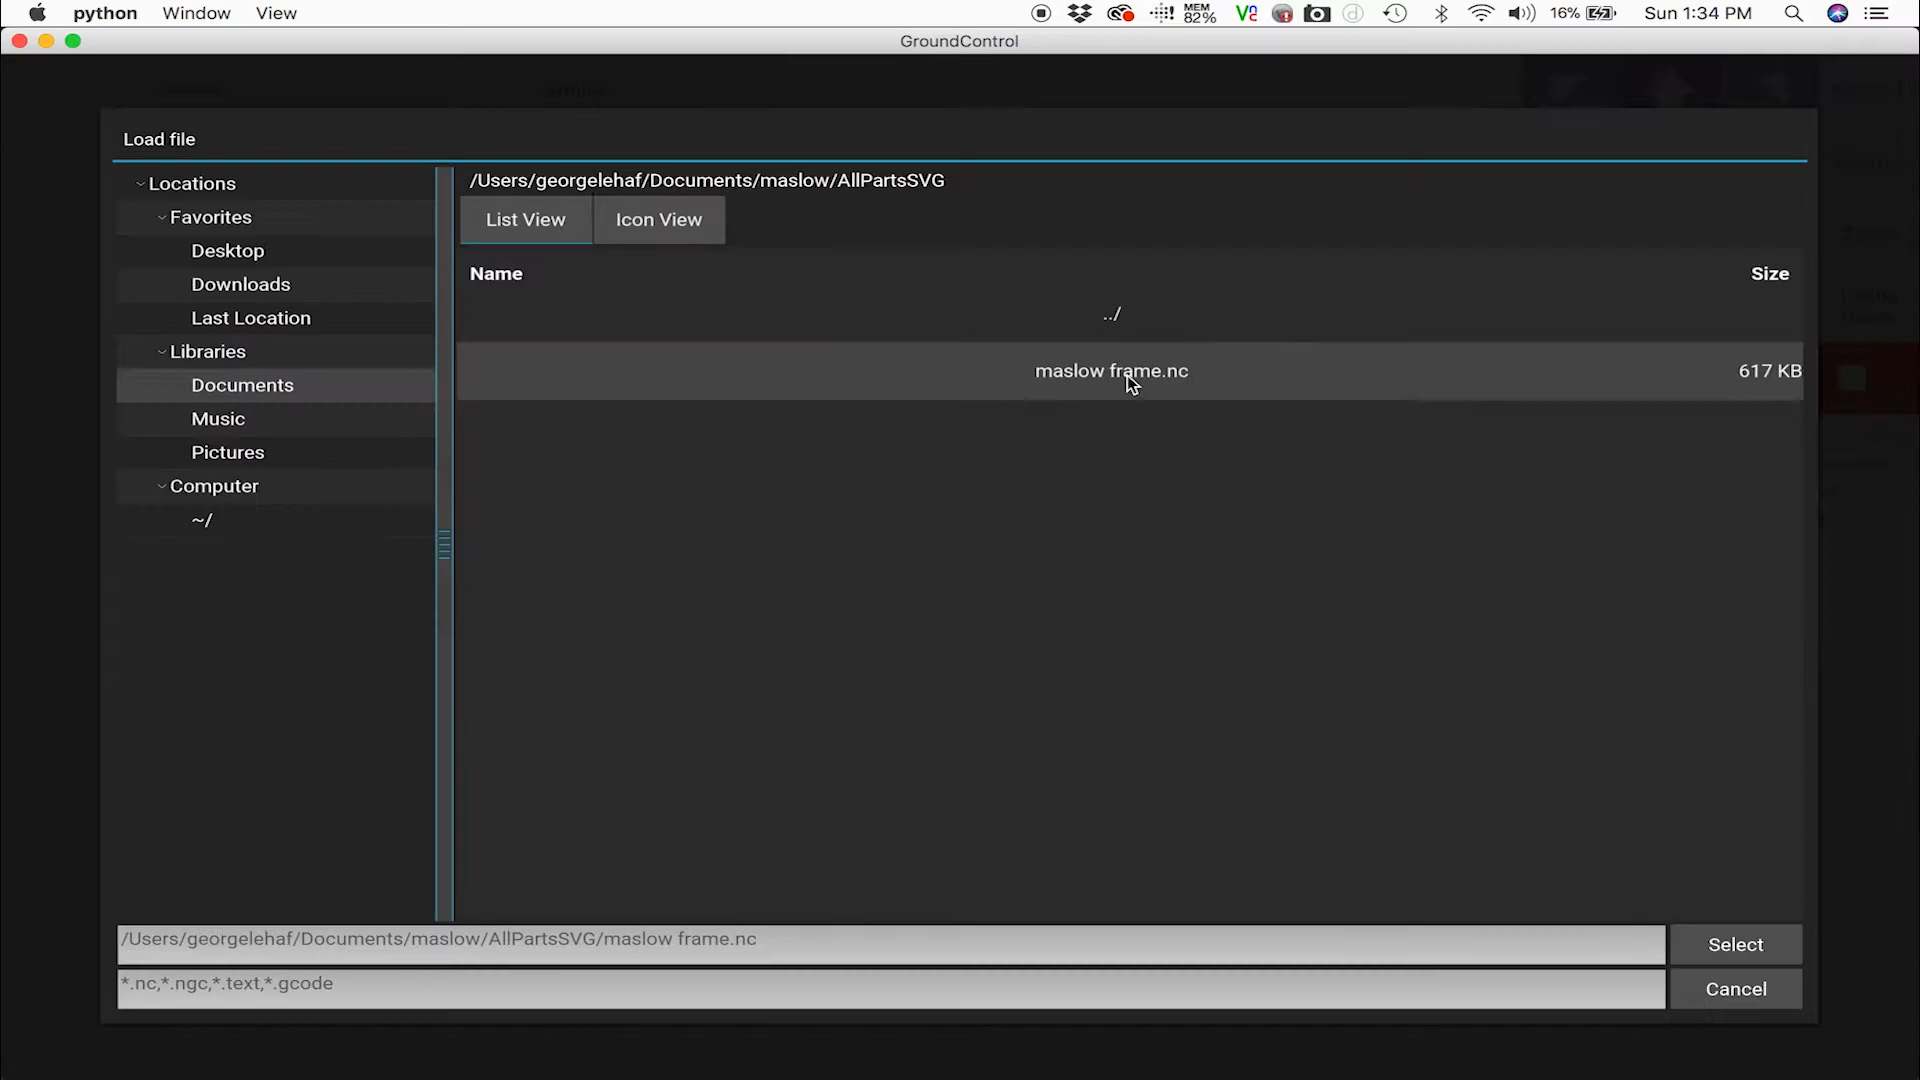 python Window View MEM 82% 16% Sun 1:34 PM
GroundControl
Load file
Locations
Favorites
Desktop
Downloads
Last Location
Libraries
Documents
Music
Pictures
Computer
~/
/Users/georgelehaf/Documents/maslow/AllPartsSVG
List View Icon View
Name Size
../
maslow frame.nc 617 KB
/Users/georgelehaf/Documents/maslow/AllPartsSVG/maslow frame.nc Select
*.nc,*.ngc,*.text,*.gcode Cancel